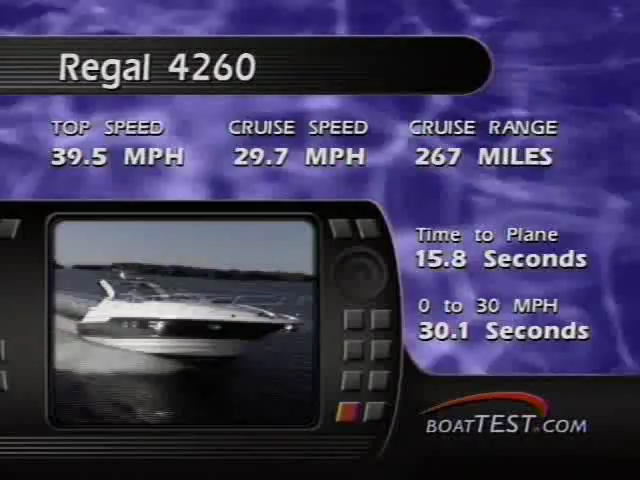 Regal 4260
TOP SPEED
39.5 MPH
CRUISE SPEED
29.7 MPH
CRUISE RANGE
267 MILES
Time to Plane
15.8 Seconds
0 to 30 MPH
30.1 Seconds
BOATTEST.COM